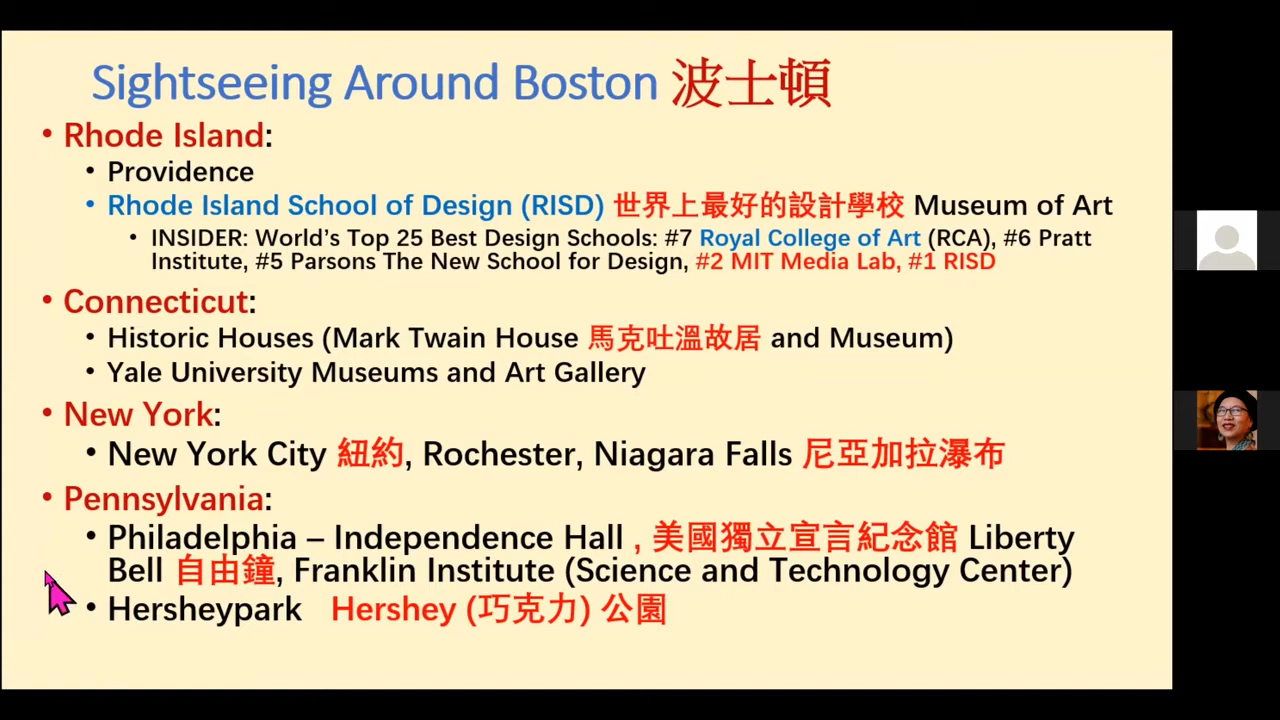 Sightseeing Around Boston 波士頓
• Rhode Island:
• Providence
• Rhode Island School of Design (RISD) 世界上最好的設計學校 Museum of Art
• INSIDER: World's Top 25 Best Design Schools: #7 Royal College of Art (RCA), #6 Pratt
Institute, #5 Parsons The New School for Design, #2 MIT Media Lab, #1 RISD
• Connecticut:
• Historic Houses (Mark Twain House 馬克吐溫故居 and Museum)
• Yale University Museums and Art Gallery
• New York:
• New York City 紐約, Rochester, Niagara Falls 尼亞加拉瀑布
• Pennsylvania:
• Philadelphia – Independence Hall , 美國獨立宣言紀念館 Liberty
Bell 自由鐘, Franklin Institute (Science and Technology Center)
• Hersheypark Hershey (巧克力) 公園